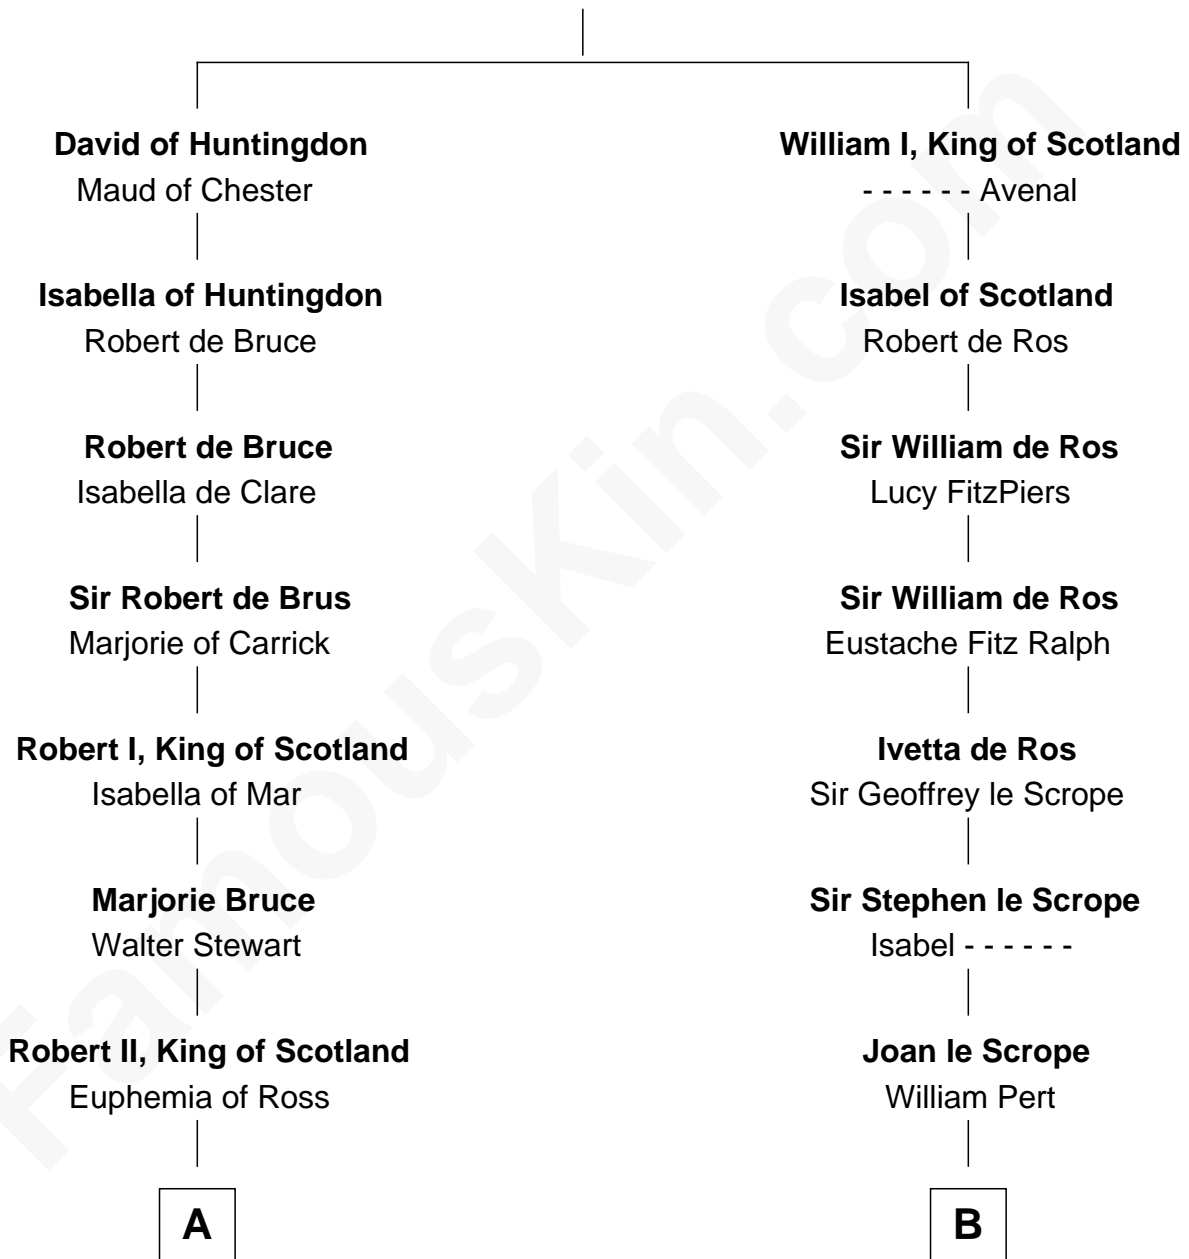 David of Huntingdon
Maud of Chester
Isabella of Huntingdon
Robert de Bruce
Robert de Bruce
Isabella de Clare
Sir Robert de Brus
Marjorie of Carrick
Robert I, King of Scotland
Isabella of Mar
Marjorie Bruce
Walter Stewart
Robert II, King of Scotland
Euphemia of Ross
A
William I, King of Scotland
- - - - - - Avenal
Isabel of Scotland
Robert de Ros
Sir William de Ros
Lucy FitzPiers
Sir William de Ros
Eustache Fitz Ralph
Ivetta de Ros
Sir Geoffrey le Scrope
Sir Stephen le Scrope
Isabel - - - - - -
Joan le Scrope
William Pert
B
FamousKin.com